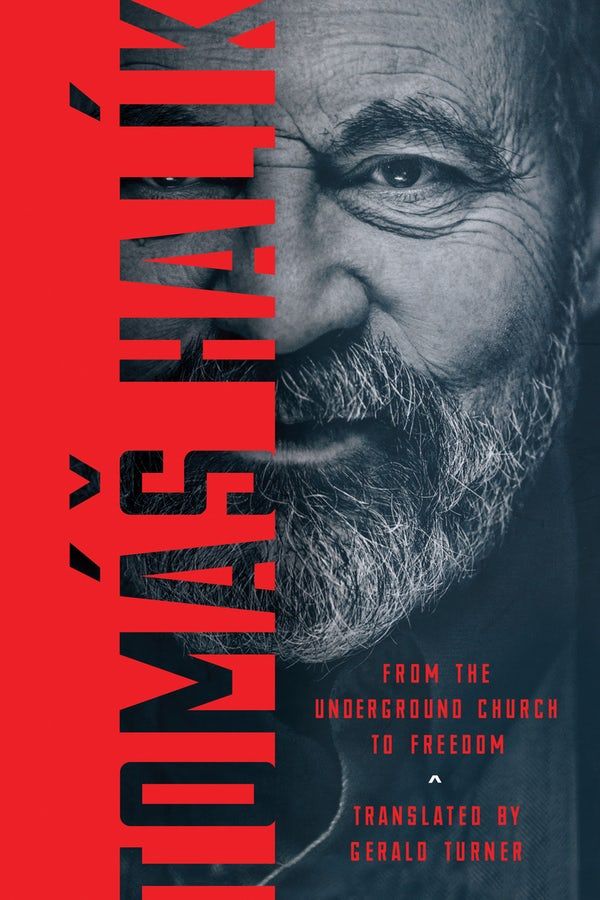 TOMÁŠ HALÍK
FROM THE
UNDERGROUND CHURCH
TO FREEDOM
^
TRANSLATED BY
GERALD TURNER